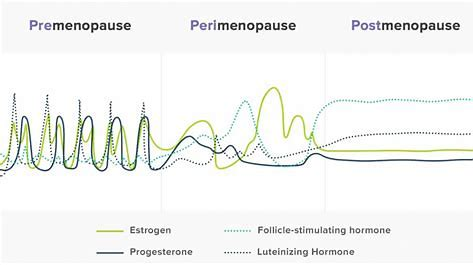 Premenopause
Perimenopause
Postmenopause
Estrogen
Follicle-stimulating hormone
Progesterone
Luteinizing Hormone